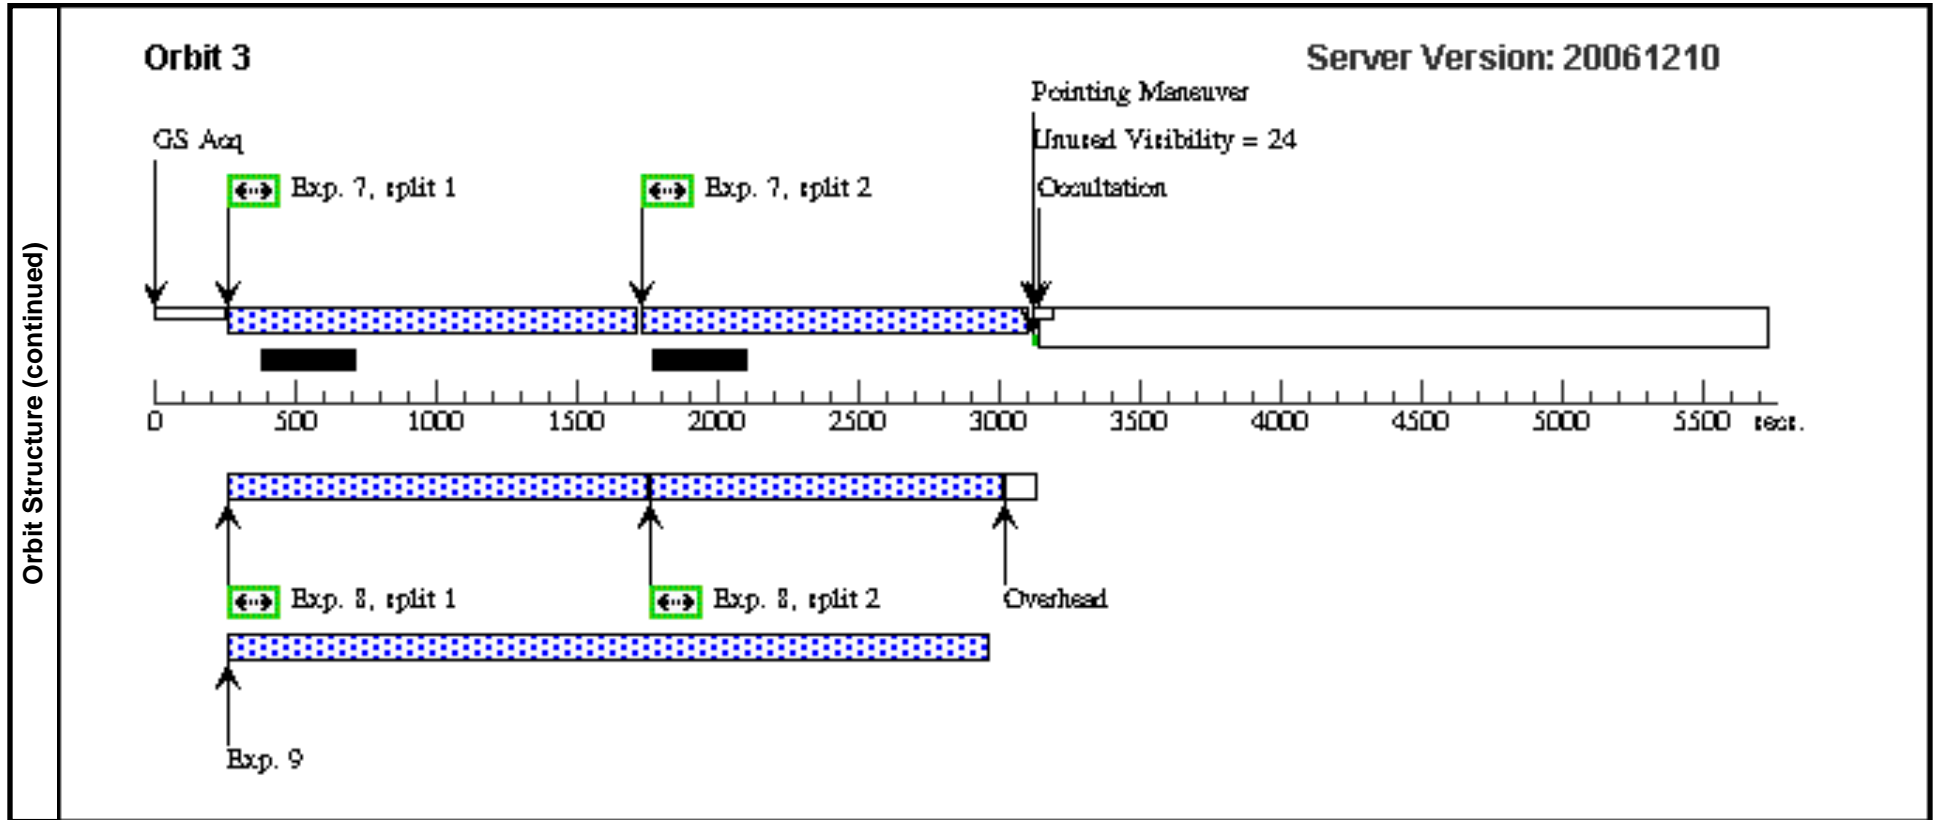 Orbit Structure (continued)
Orbit 3
Server Version: 20061210
Pointing Maneuver
GS Acq
Unused Visibility = 24
Exp. 7, split 1
Exp. 7, split 2
Occultation
0 500 1000 1500 2000 2500 3000 3500 4000 4500 5000 5500 secs.
Exp. 8, split 1
Exp. 8, split 2
Overhead
Exp. 9